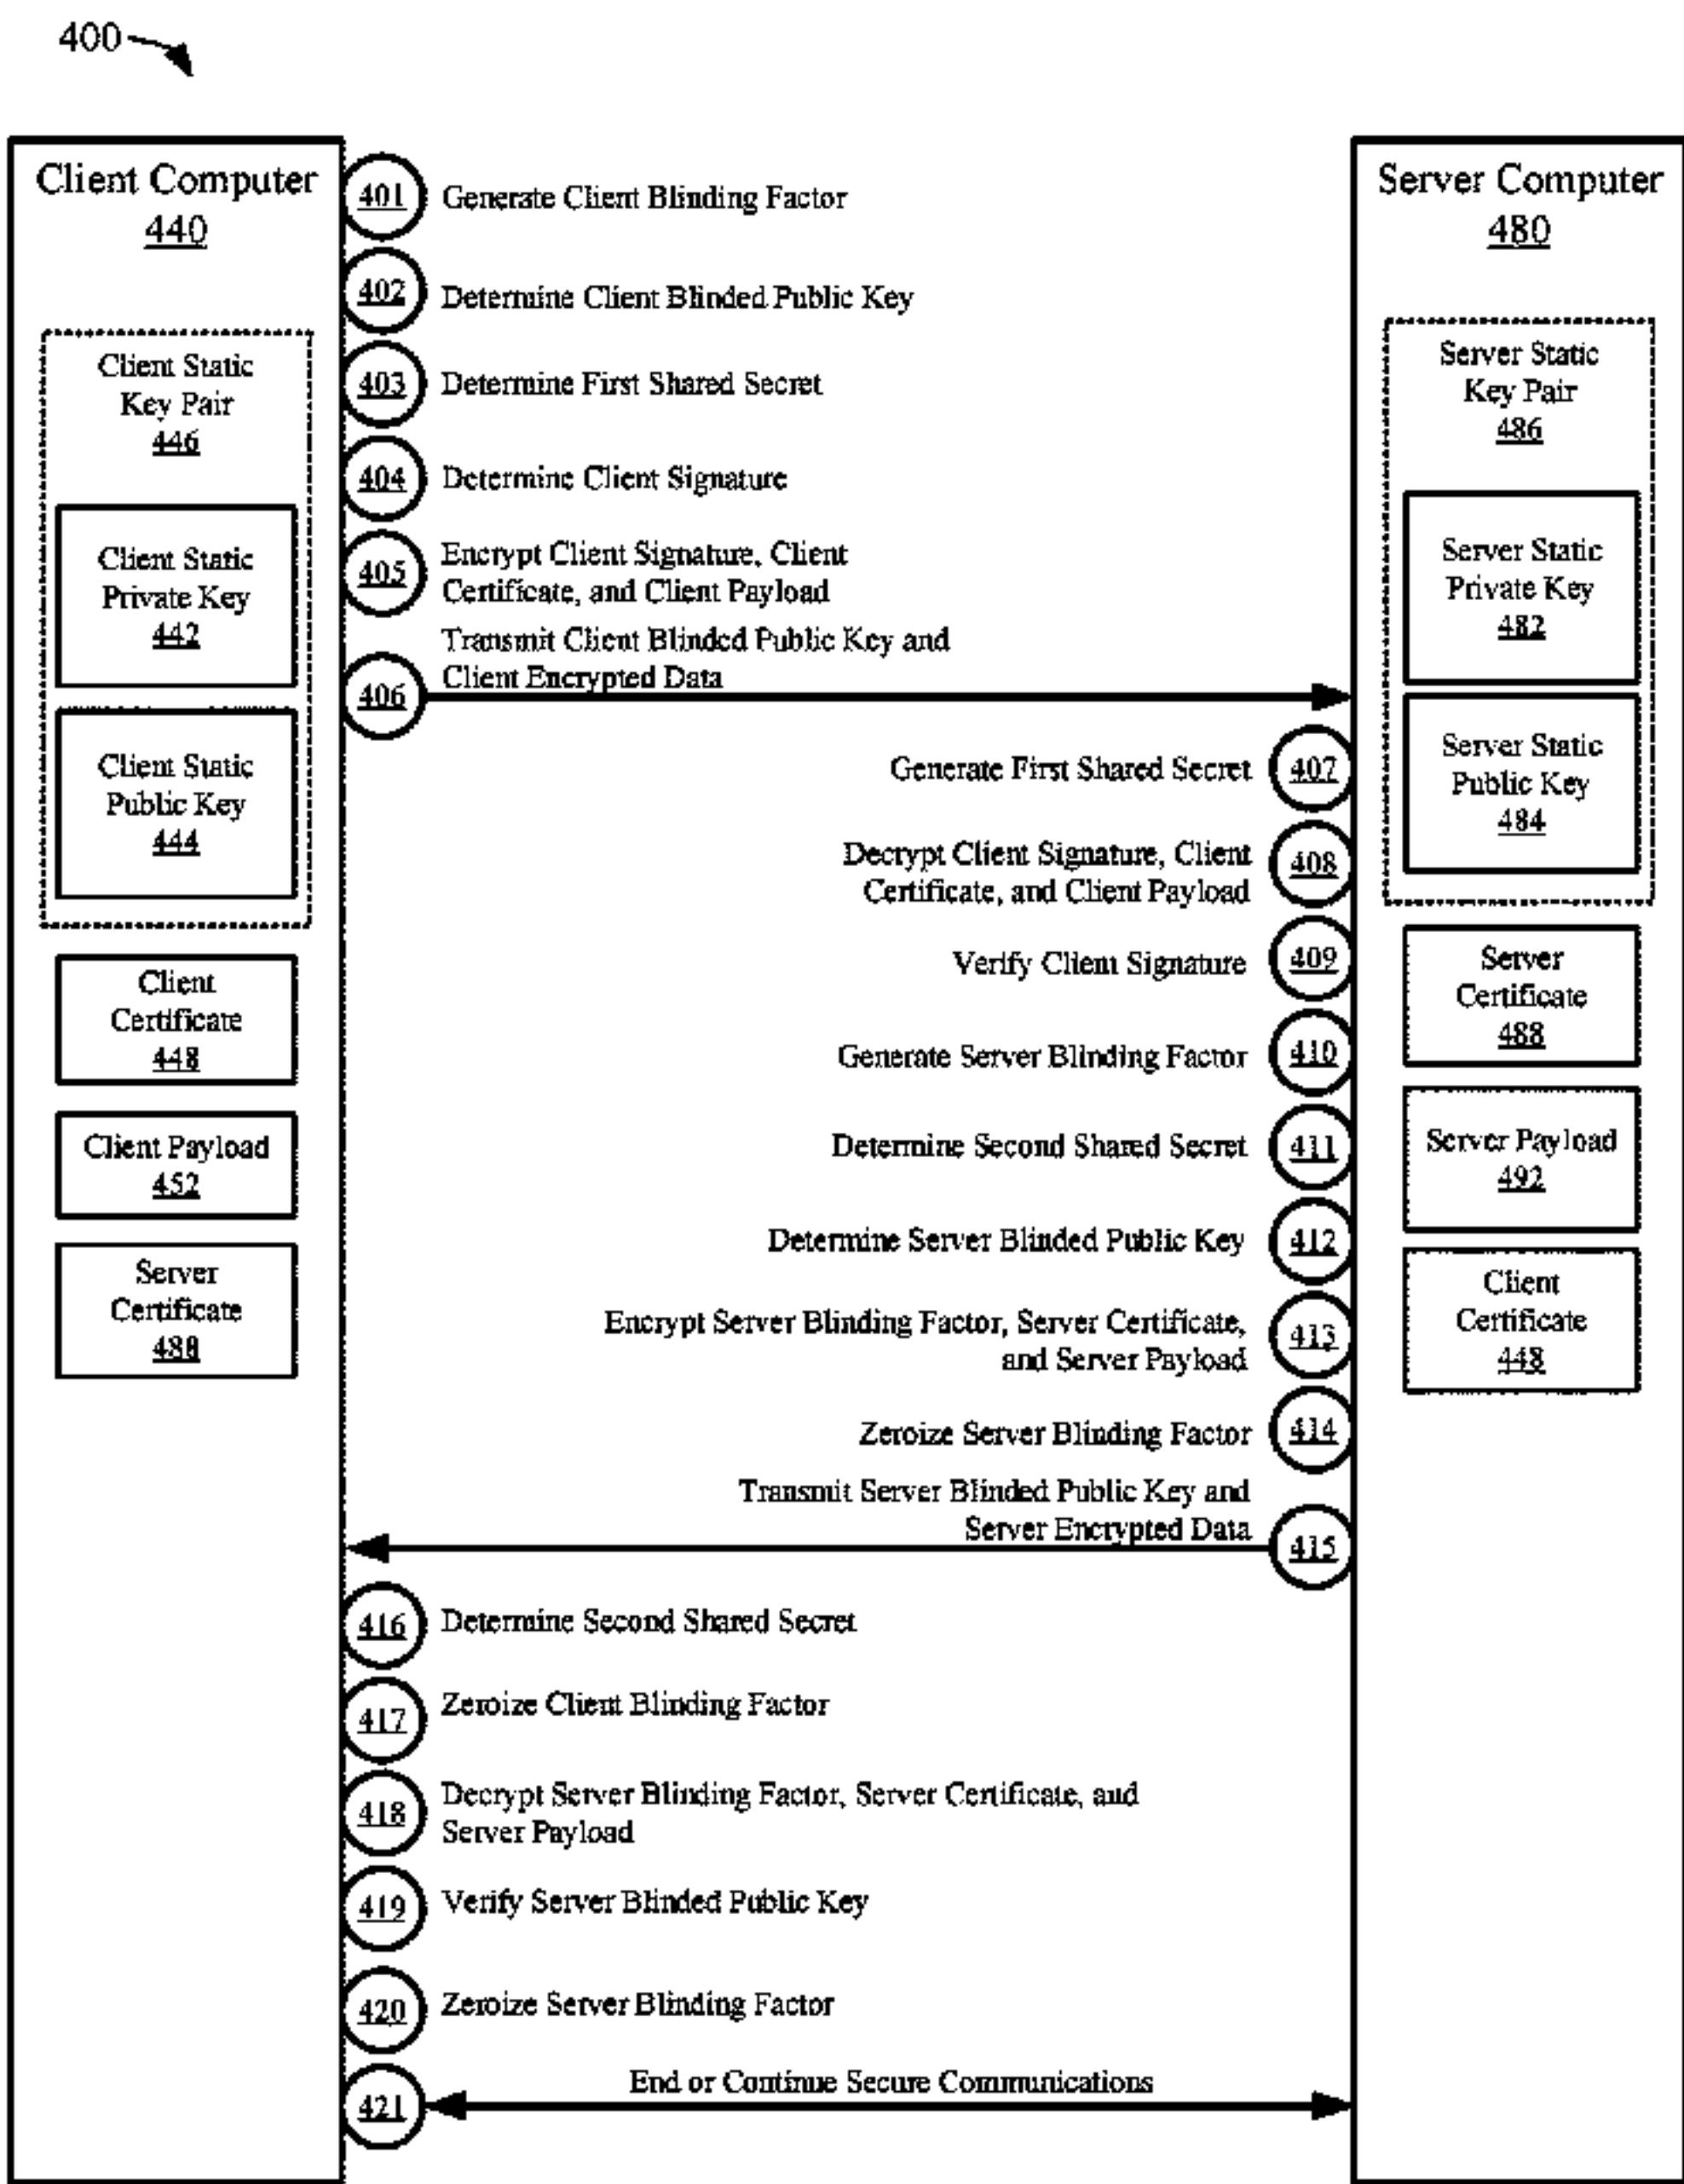 400
Client Computer
440
Client Static
Key Pair
446
Client Static
Private Key
442
Client Static
Public Key
444
Client
Certificate
448
Client Payload
452
Server
Certificate
488
401
Generate Client Blinding Factor
402
Determine Client Blinded Public Key
403
Determine First Shared Secret
404
Determine Client Signature
405
Encrypt Client Signature, Client
Certificate, and Client Payload
Transmit Client Blinded Public Key and
Client Encrypted Data
406
Generate First Shared Secret
407
Decrypt Client Signature, Client
Certificate, and Client Payload
408
Verify Client Signature
409
Generate Server Blinding Factor
410
Determine Second Shared Secret
411
Determine Server Blinded Public Key
412
Encrypt Server Blinding Factor, Server Certificate,
and Server Payload
413
Zeroize Server Blinding Factor
414
Transmit Server Blinded Public Key and
Server Encrypted Data
415
416
Determine Second Shared Secret
417
Zeroize Client Blinding Factor
418
Decrypt Server Blinding Factor, Server Certificate, and
Server Payload
419
Verify Server Blinded Public Key
420
Zeroize Server Blinding Factor
421
End or Continue Secure Communications
Server Computer
480
Server Static
Key Pair
486
Server Static
Private Key
482
Server Static
Public Key
484
Server
Certificate
488
Server Payload
492
Client
Certificate
448